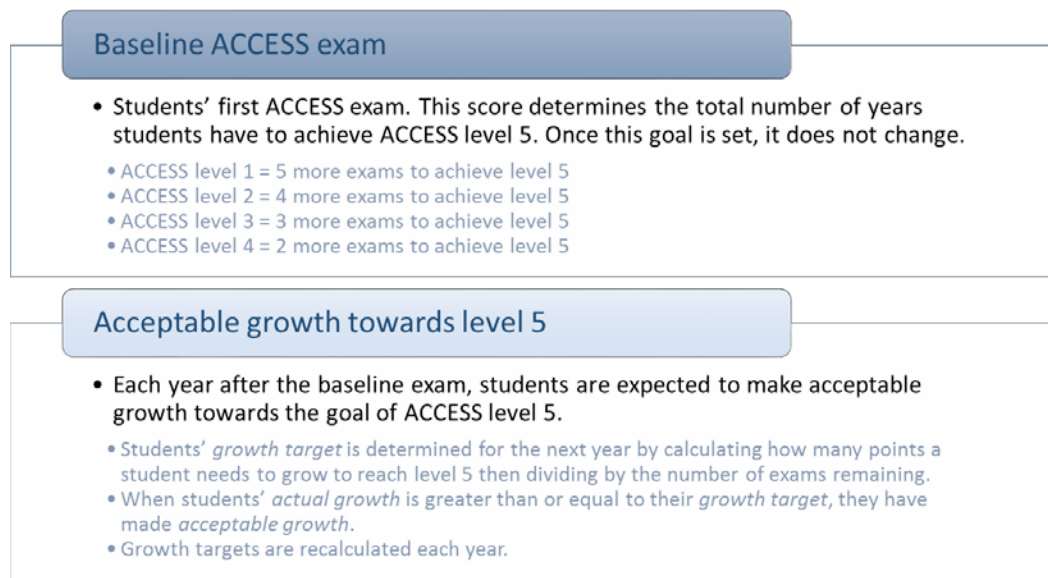 Baseline ACCESS exam
• Students’ first ACCESS exam. This score determines the total number of years
students have to achieve ACCESS level 5. Once this goal is set, it does not change.
• ACCESS level 1 = 5 more exams to achieve level 5
• ACCESS level 2 = 4 more exams to achieve level 5
• ACCESS level 3 = 3 more exams to achieve level 5
• ACCESS level 4 = 2 more exams to achieve level 5
Acceptable growth towards level 5
• Each year after the baseline exam, students are expected to make acceptable
growth towards the goal of ACCESS level 5.
• Students’ growth target is determined for the next year by calculating how many points a
student needs to grow to reach level 5 then dividing by the number of exams remaining.
• When students’ actual growth is greater than or equal to their growth target, they have
made acceptable growth.
• Growth targets are recalculated each year.